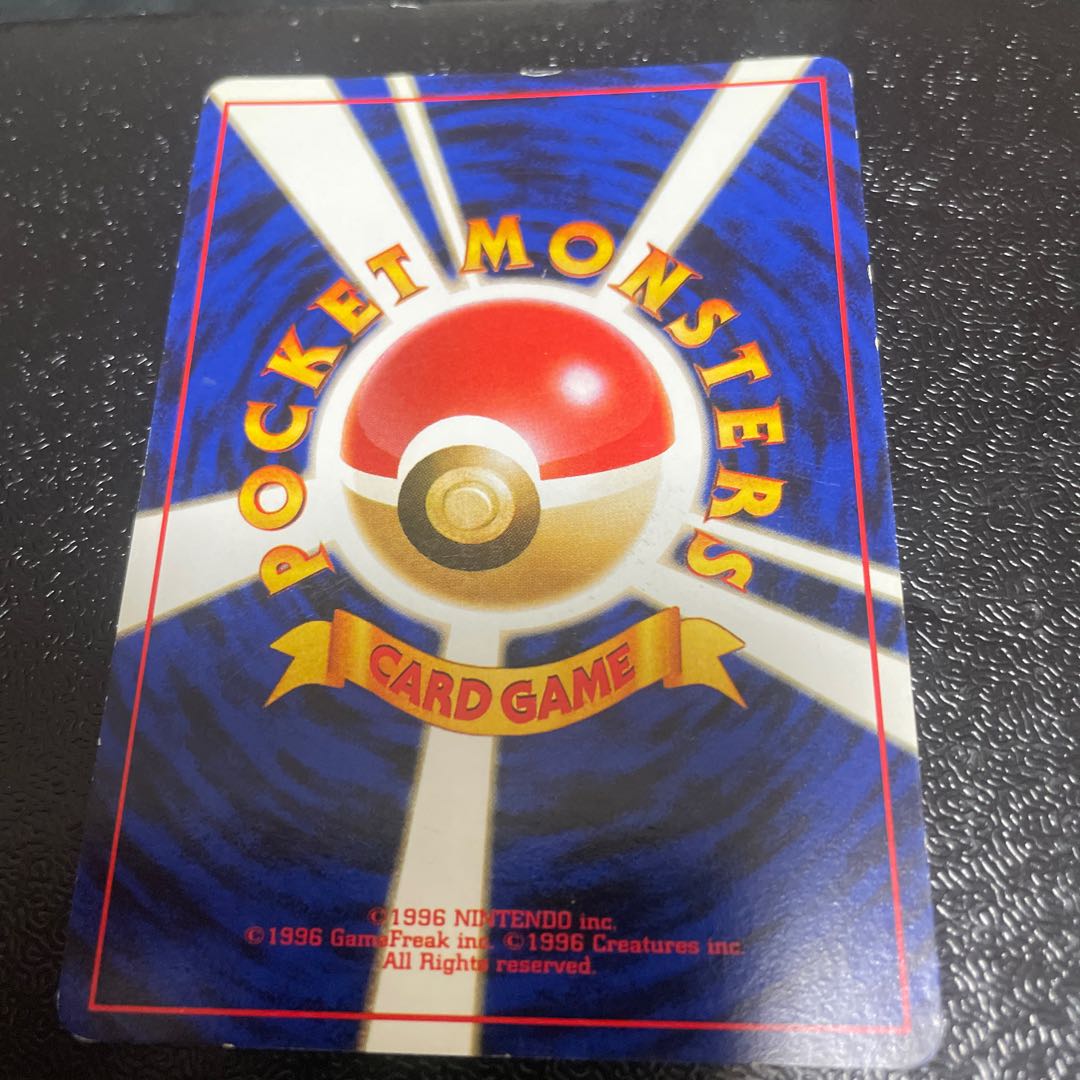 POCKET MONSTERS
CARD GAME
©1996 NINTENDO inc.
©1996 GameFreak inc. ©1996 Creatures inc.
All Rights reserved.